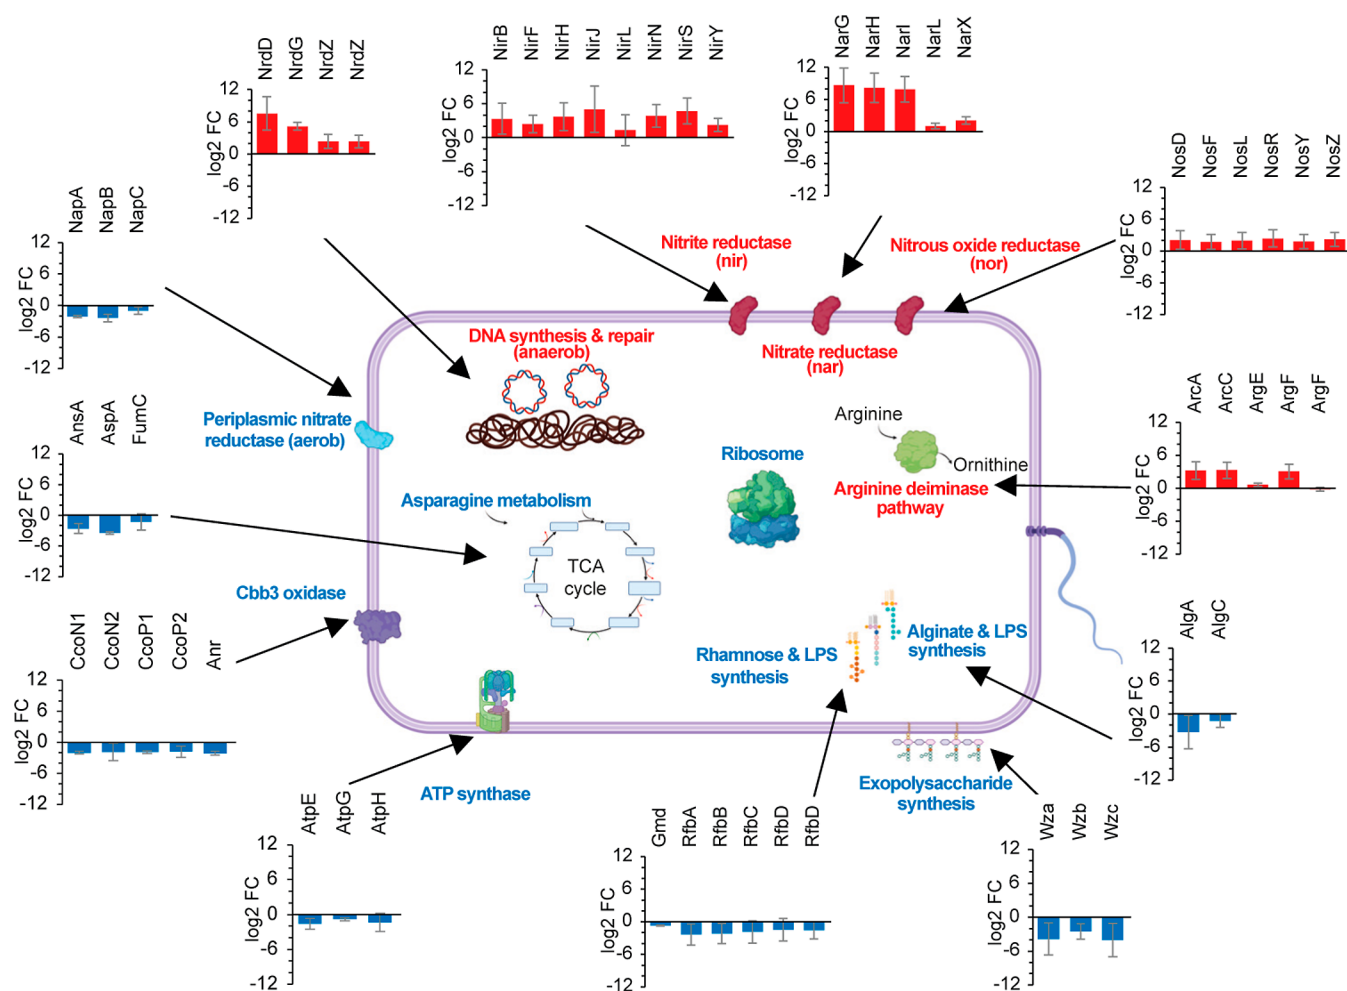 NrdD
NrdG
NrdZ
NrdZ
log2 FC
12
6
0
-6
-12
NirB
NirF
NirH
NirJ
NirL
NirN
NirS
NirY
log2 FC
12
6
0
-6
-12
NarG
NarH
NarI
NarL
NarX
log2 FC
12
6
0
-6
-12
NosD
NosF
NosL
NosR
NosY
NosZ
log2 FC
12
6
0
-6
-12
NapA
NapB
NapC
log2 FC
12
6
0
-6
-12
Nitrite reductase
(nir)
Nitrous oxide reductase
(nor)
DNA synthesis & repair
(anaerob)
Nitrate reductase
(nar)
Periplasmic nitrate
reductase (aerob)
AnsA
AspA
FumC
log2 FC
12
6
0
-6
-12
Arginine
Ornithine
Arginine deiminase
pathway
Ribosome
Asparagine metabolism
TCA
cycle
ArcA
ArcC
ArgE
ArgF
ArgF
log2 FC
12
6
0
-6
-12
Cbb3 oxidase
CcoN1
CcoN2
CcoP1
CcoP2
Anr
log2 FC
12
6
0
-6
-12
Rhamnose & LPS
synthesis
Alginate & LPS
synthesis
AlgA
AlgC
log2 FC
12
6
0
-6
-12
ATP synthase
Exopolysaccharide
synthesis
AtpE
AtpG
AtpH
log2 FC
12
6
0
-6
-12
Gmd
RfbA
RfbB
RfbC
RfbD
RfbD
log2 FC
12
6
0
-6
-12
Wza
Wzb
Wzc
log2 FC
12
6
0
-6
-12